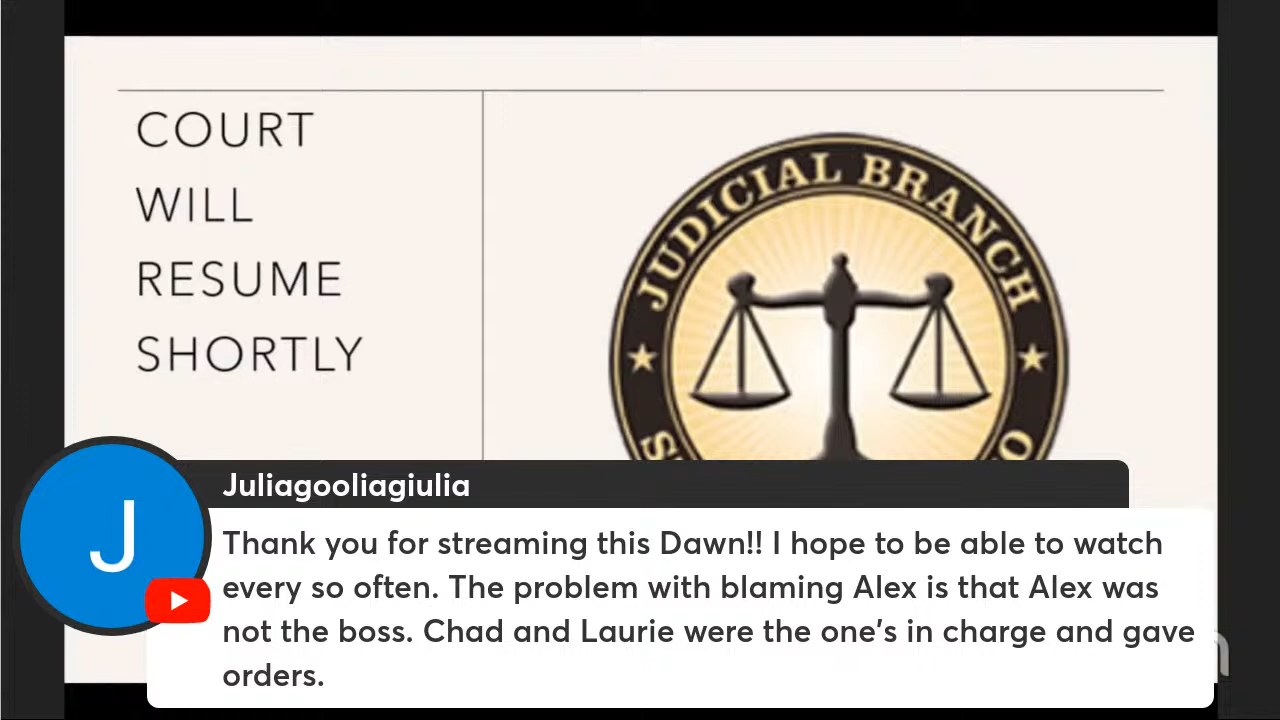 COURT
WILL
RESUME
SHORTLY
JUDICIAL BRANCH
J
Juliagooliagiulia
Thank you for streaming this Dawn!! I hope to be able to watch
every so often. The problem with blaming Alex is that Alex was
not the boss. Chad and Laurie were the one's in charge and gave
orders.